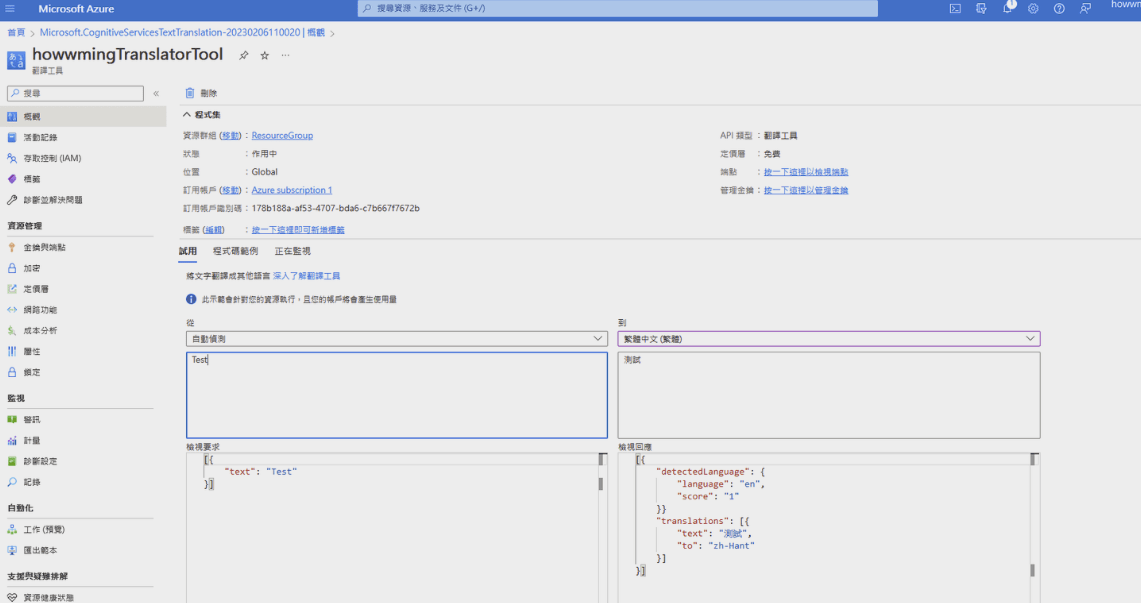 Microsoft Azure
搜尋資源、服務及文件 (G+/)
1
howwm
首頁 > Microsoft.CognitiveServicesTextTranslation-20230206110020 | 概觀 >
howwmingTranslatorTool
翻譯工具
搜尋
刪除
概觀
活動記錄
存取控制 (IAM)
標籤
診斷並解決問題
資源管理
金鑰與端點
加密
定價層
網路功能
成本分析
屬性
鎖定
監視
警訊
計量
診斷設定
記錄
自動化
工作 (預覽)
匯出範本
支援與疑難排解
資源健康狀態
程式集
資源群組 (移動) : ResourceGroup
狀態 : 作用中
位置 : Global
訂用帳戶 (移動) : Azure subscription 1
訂用帳戶識別碼 : 178b188a-af53-4707-bda6-c7b667f7672b
標籤 (編輯) : 按一下這裡即可新增標籤
API 類型 : 翻譯工具
定價層 : 免費
端點 : 按一下這裡以檢視端點
管理金鑰 : 按一下這裡以管理金鑰
試用 程式碼範例 正在監視
將文字翻譯成其他語言 深入了解翻譯工具
此示範會針對您的資源執行，且您的帳戶將會產生使用量
從
自動偵測
Test
到
繁體中文 (繁體)
測試
檢視要求
[{
"text": "Test"
}]
檢視回應
[{
"detectedLanguage": {
"language": "en",
"score": "1"
}}
"translations": [{
"text": "測試",
"to": "zh-Hant"
}]
}]